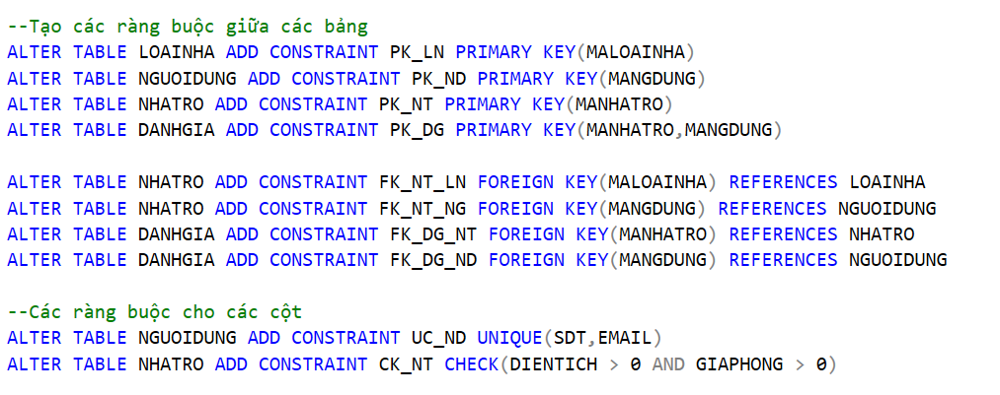 --Tạo các ràng buộc giữa các bảng
ALTER TABLE LOAINHA ADD CONSTRAINT PK_LN PRIMARY KEY(MALOAINHA)
ALTER TABLE NGUOIDUNG ADD CONSTRAINT PK_ND PRIMARY KEY(MANGDUNG)
ALTER TABLE NHATRO ADD CONSTRAINT PK_NT PRIMARY KEY(MANHATRO)
ALTER TABLE DANHGIA ADD CONSTRAINT PK_DG PRIMARY KEY(MANHATRO,MANGDUNG)
ALTER TABLE NHATRO ADD CONSTRAINT FK_NT_LN FOREIGN KEY(MALOAINHA) REFERENCES LOAINHA
ALTER TABLE NHATRO ADD CONSTRAINT FK_NT_NG FOREIGN KEY(MANGDUNG) REFERENCES NGUOIDUNG
ALTER TABLE DANHGIA ADD CONSTRAINT FK_DG_NT FOREIGN KEY(MANHATRO) REFERENCES NHATRO
ALTER TABLE DANHGIA ADD CONSTRAINT FK_DG_ND FOREIGN KEY(MANGDUNG) REFERENCES NGUOIDUNG
--Các ràng buộc cho các cột
ALTER TABLE NGUOIDUNG ADD CONSTRAINT UC_ND UNIQUE(SDT,EMAIL)
ALTER TABLE NHATRO ADD CONSTRAINT CK_NT CHECK(DIENTICH > 0 AND GIAPHONG > 0)